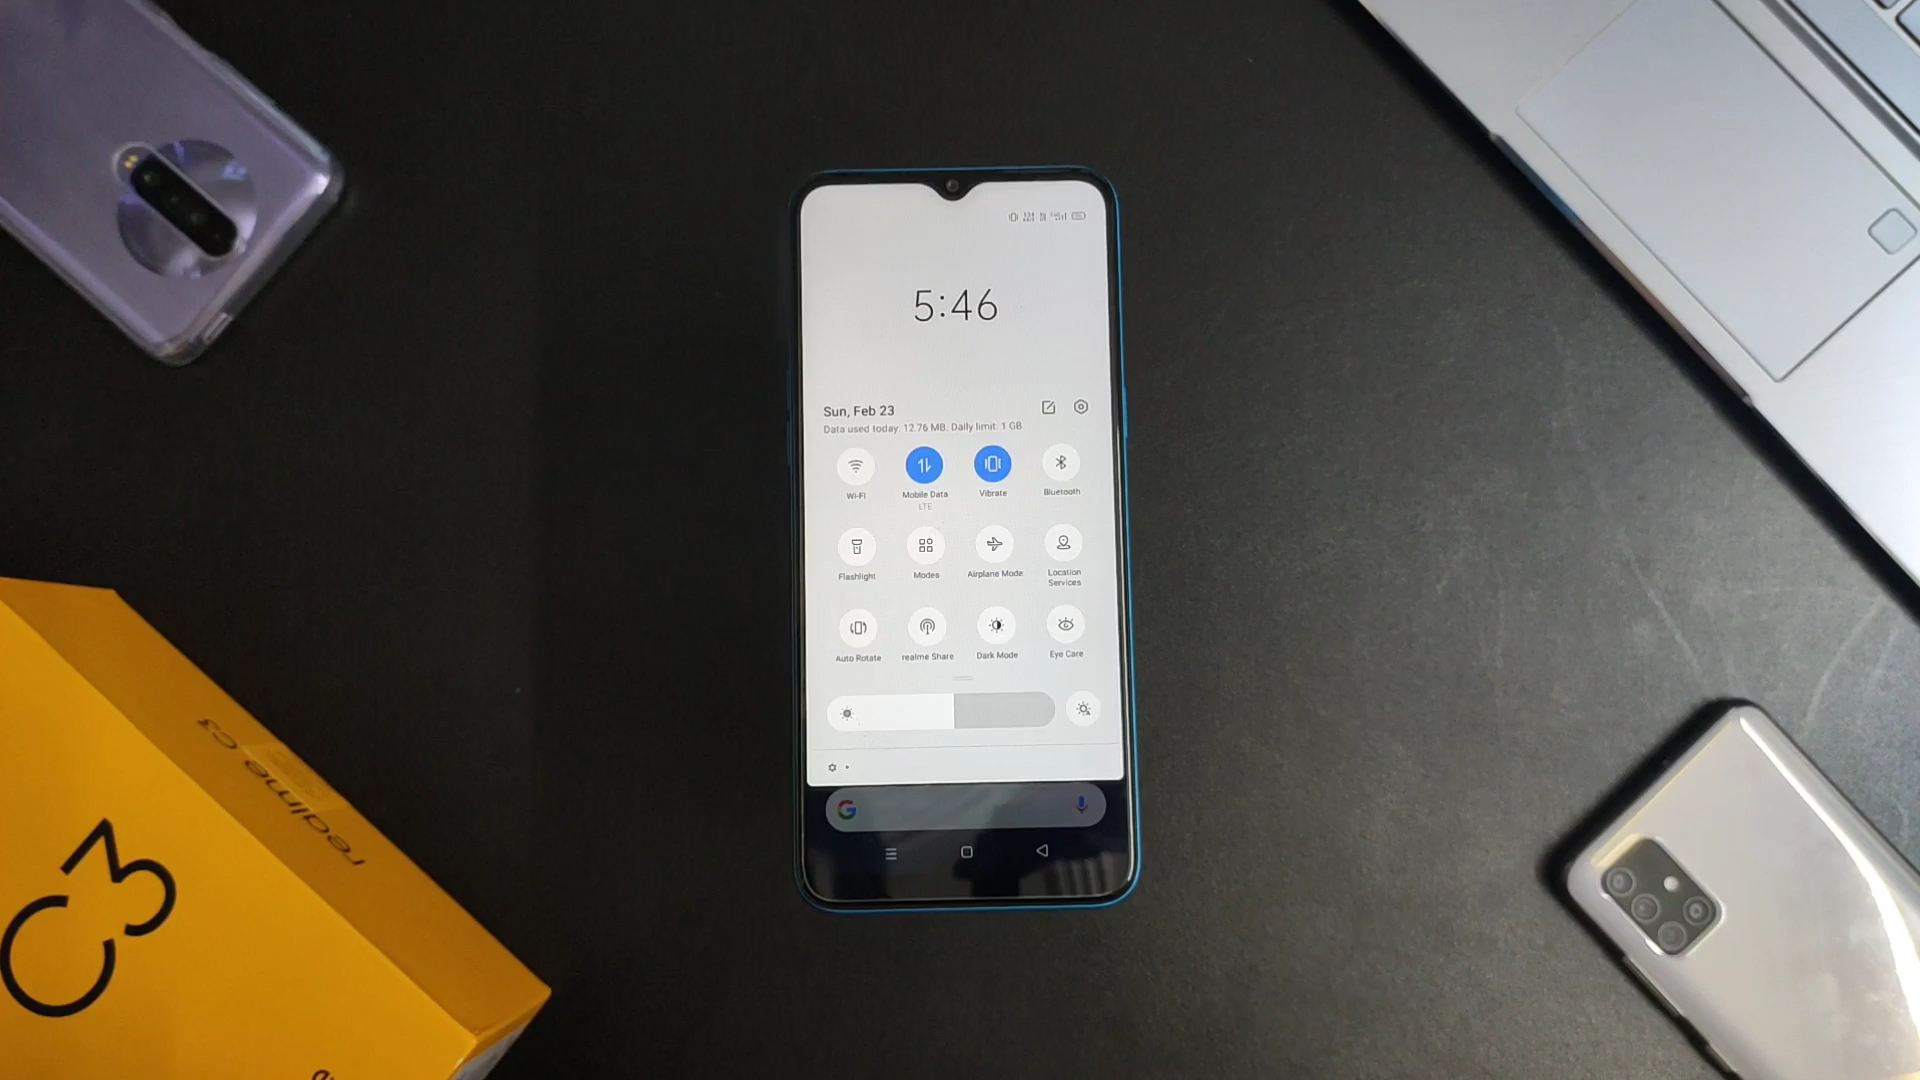 5:46
Sun, Feb 23
Data used today: 12.76 MB. Daily limit: 1 GB.
Wi-Fi
Mobile Data
LTE
Vibrate
Bluetooth
Flashlight
Modes
Airplane Mode
Location
Services
Auto Rotate
realme Share
Dark Mode
Eye Care
realme C3
C3